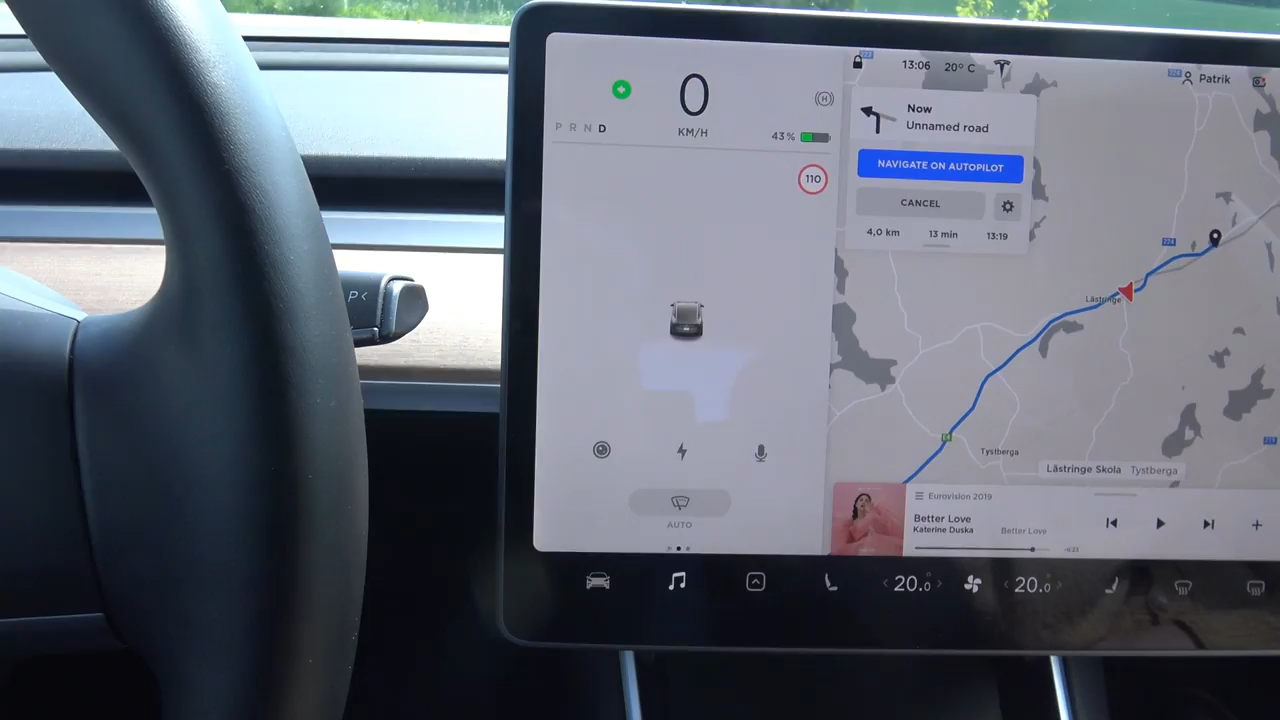 0
KM/H
P R N D
43 %
110
AUTO
P<
13:06
20° C
Patrik
Now
Unnamed road
NAVIGATE ON AUTOPILOT
CANCEL
4,0 km
13 min
13:19
Lästringe
Tystberga
Lästringe Skola Tystberga
Eurovision 2019
Better Love
Katerine Duska
Better Love
-0:23
20.0
20.0